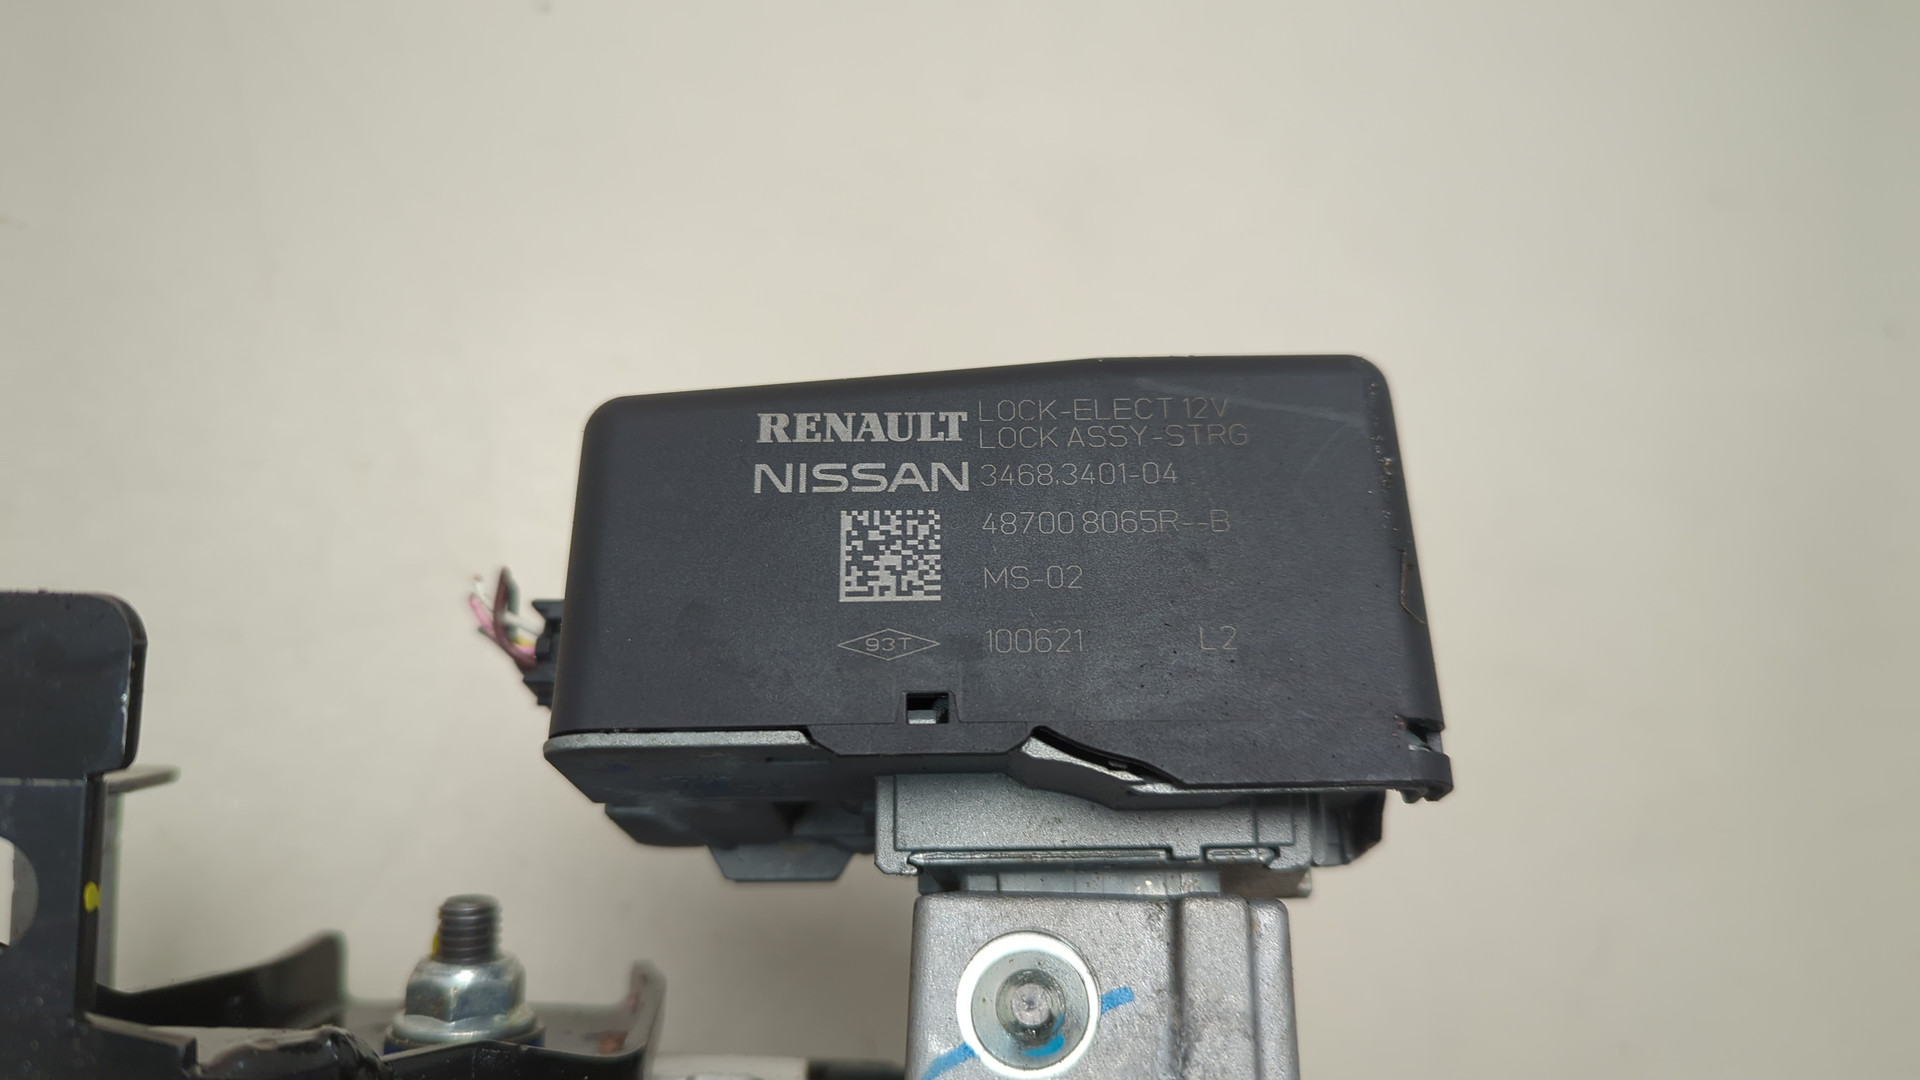 RENAULT LOCK-ELECT 12V
LOCK ASSY-STRG
NISSAN 3468.3401-04
48700 8065R--B
MS-02
93T 100621 L2